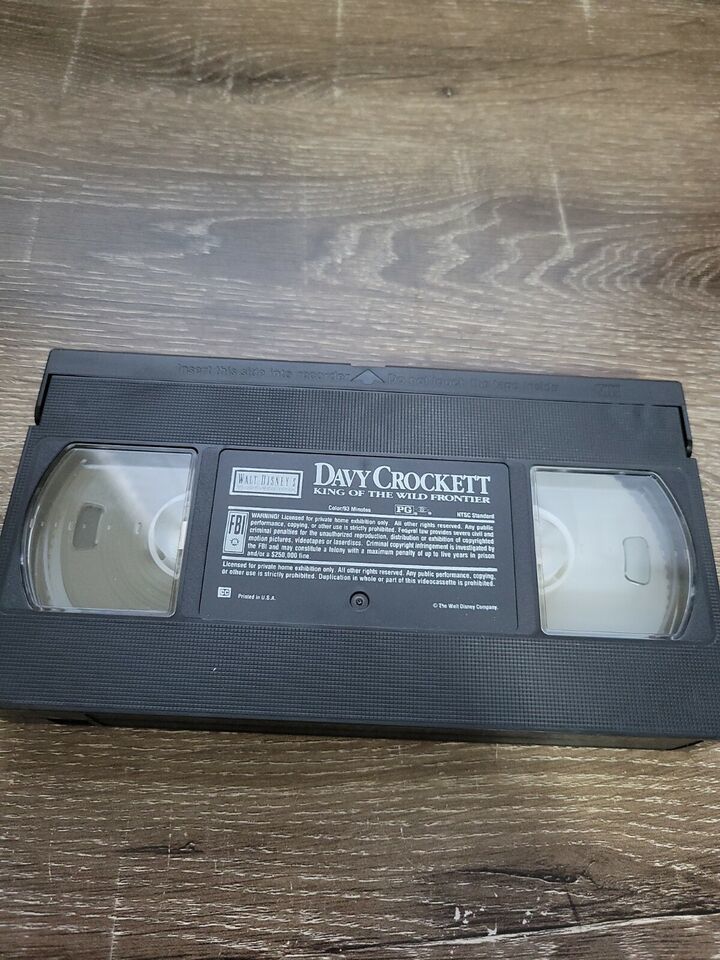 Insert this side into recorder Do not touch the tape inside
WALT DISNEY'S
DAVY CROCKETT
KING OF THE WILD FRONTIER
Color/93 Minutes PG NTSC Standard
FBI
WARNING! Licensed for private home exhibition only. All other rights reserved. Any public
performance, copying, or other use is strictly prohibited. Federal law provides severe civil and
criminal penalties for the unauthorized reproduction, distribution or exhibition of copyrighted
motion pictures, videotapes or laserdiscs. Criminal copyright infringement is investigated by
the FBI and may constitute a felony with a maximum penalty of up to five years in prison
and/or a $250,000 fine.
Licensed for private home exhibition only. All other rights reserved. Any public performance, copying,
or other use is strictly prohibited. Duplication in whole or part of this videocassette is prohibited.
CC Printed in U.S.A.
© The Walt Disney Company.